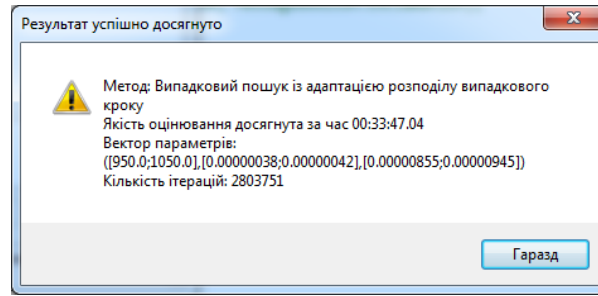 Результат успішно досягнуто
Метод: Випадковий пошук із адаптацією розподілу випадкового
кроку
Якість оцінювання досягнута за час 00:33:47.04
Вектор параметрів:
([950.0;1050.0],[0.00000038;0.00000042],[0.00000855;0.00000945])
Кількість ітерацій: 2803751
Гаразд